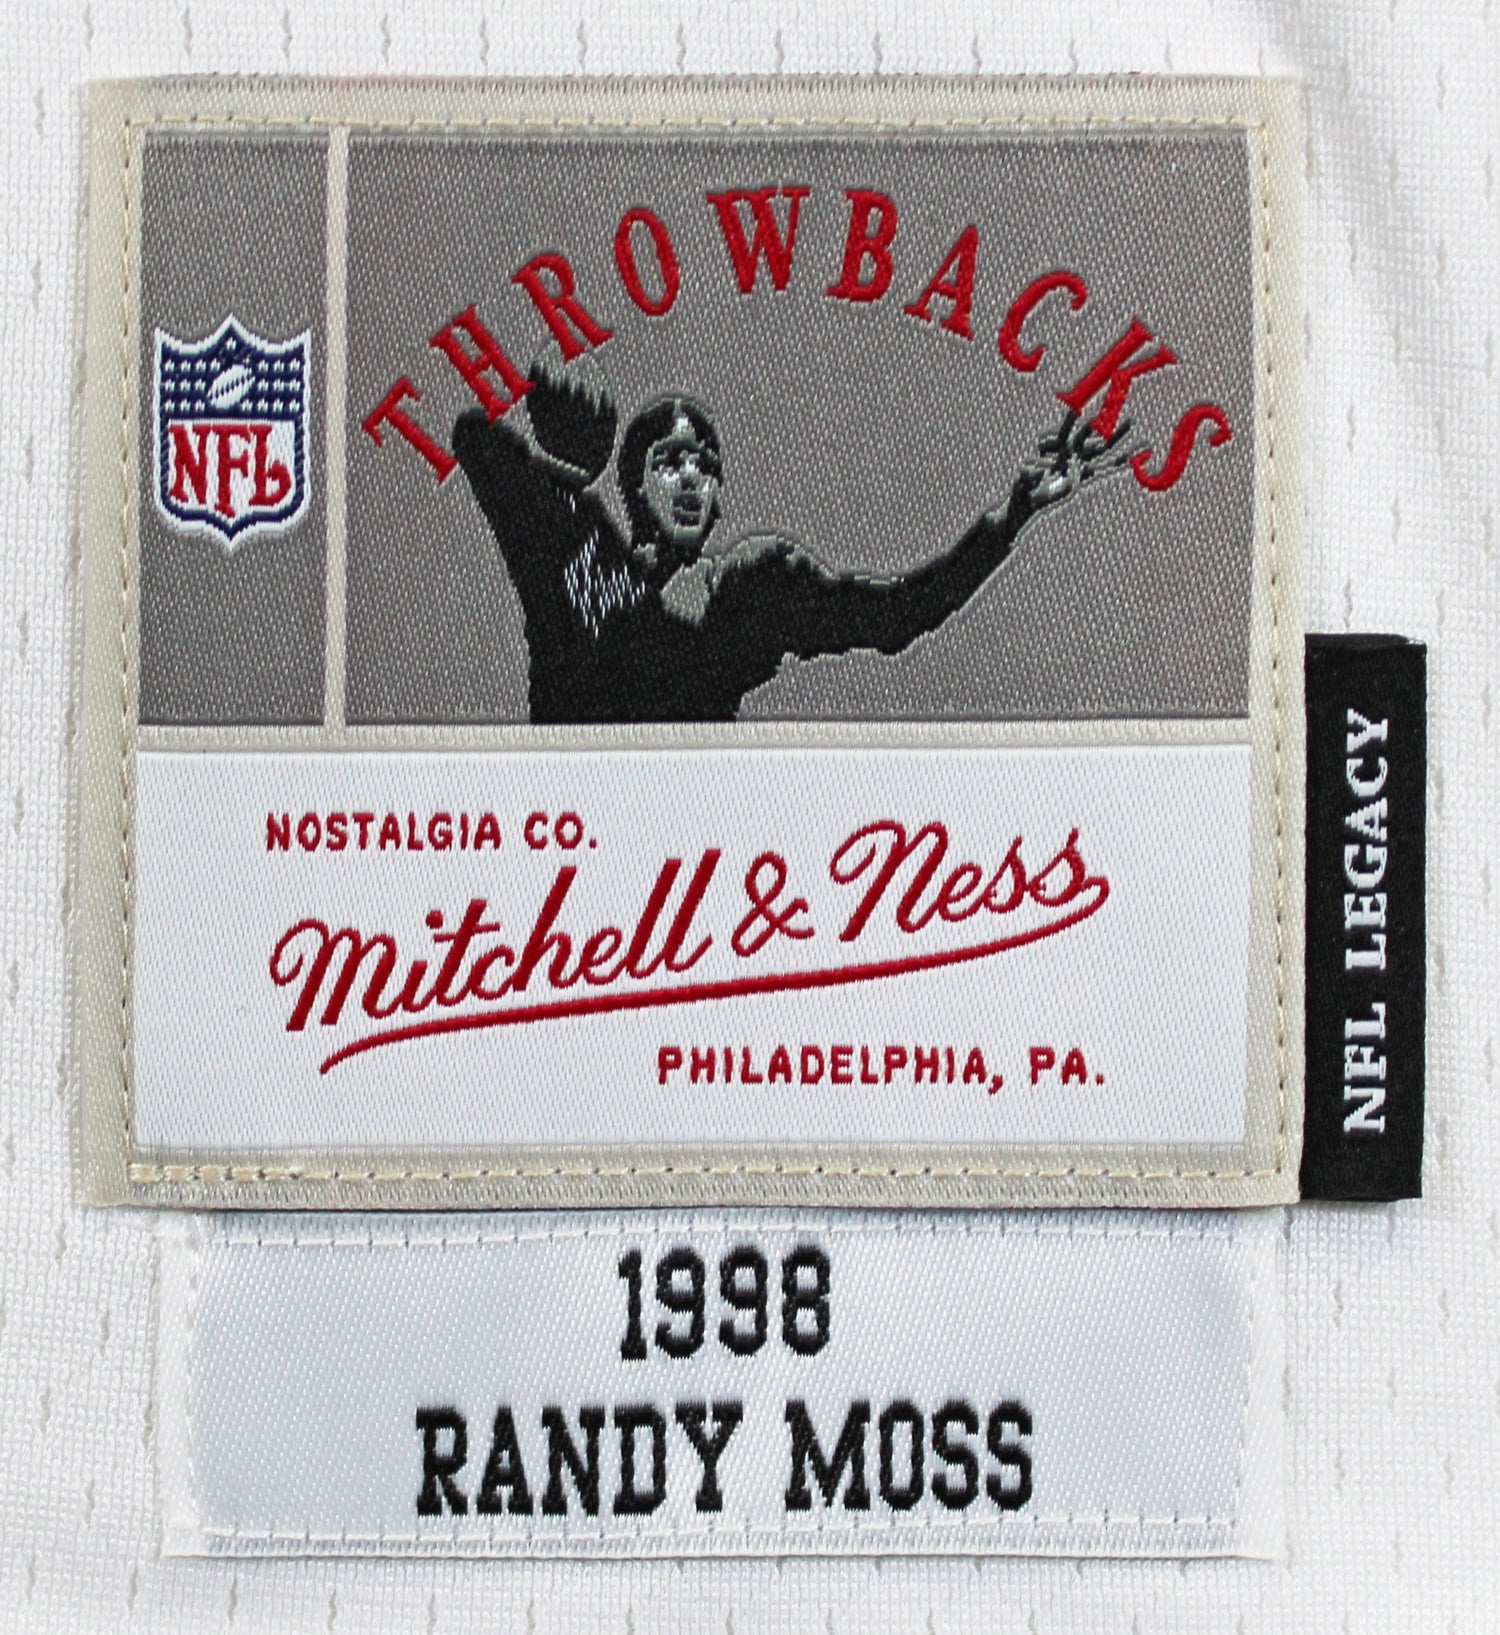 THROWBACKS
NFL
NOSTALGIA CO.
Mitchell & Ness
PHILADELPHIA, PA.
NFL LEGACY
1998
RANDY MOSS